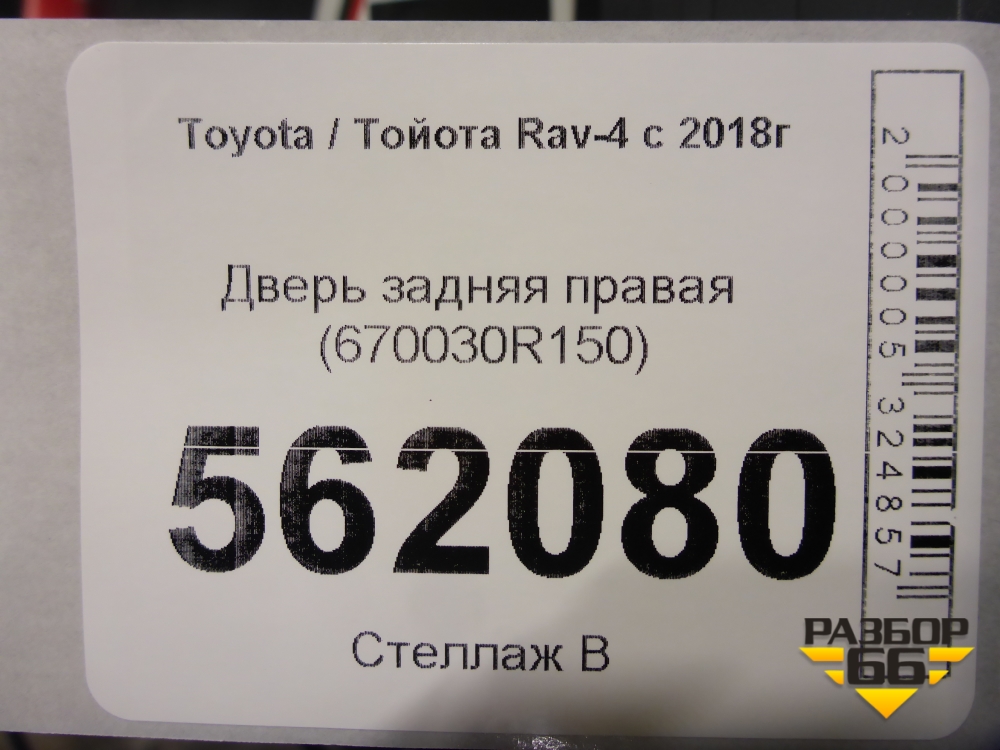 Toyota / Тойота Rav-4 с 2018г
Дверь задняя правая
(670030R150)
562080
Стеллаж В
2000005324857
РАЗБОР
66